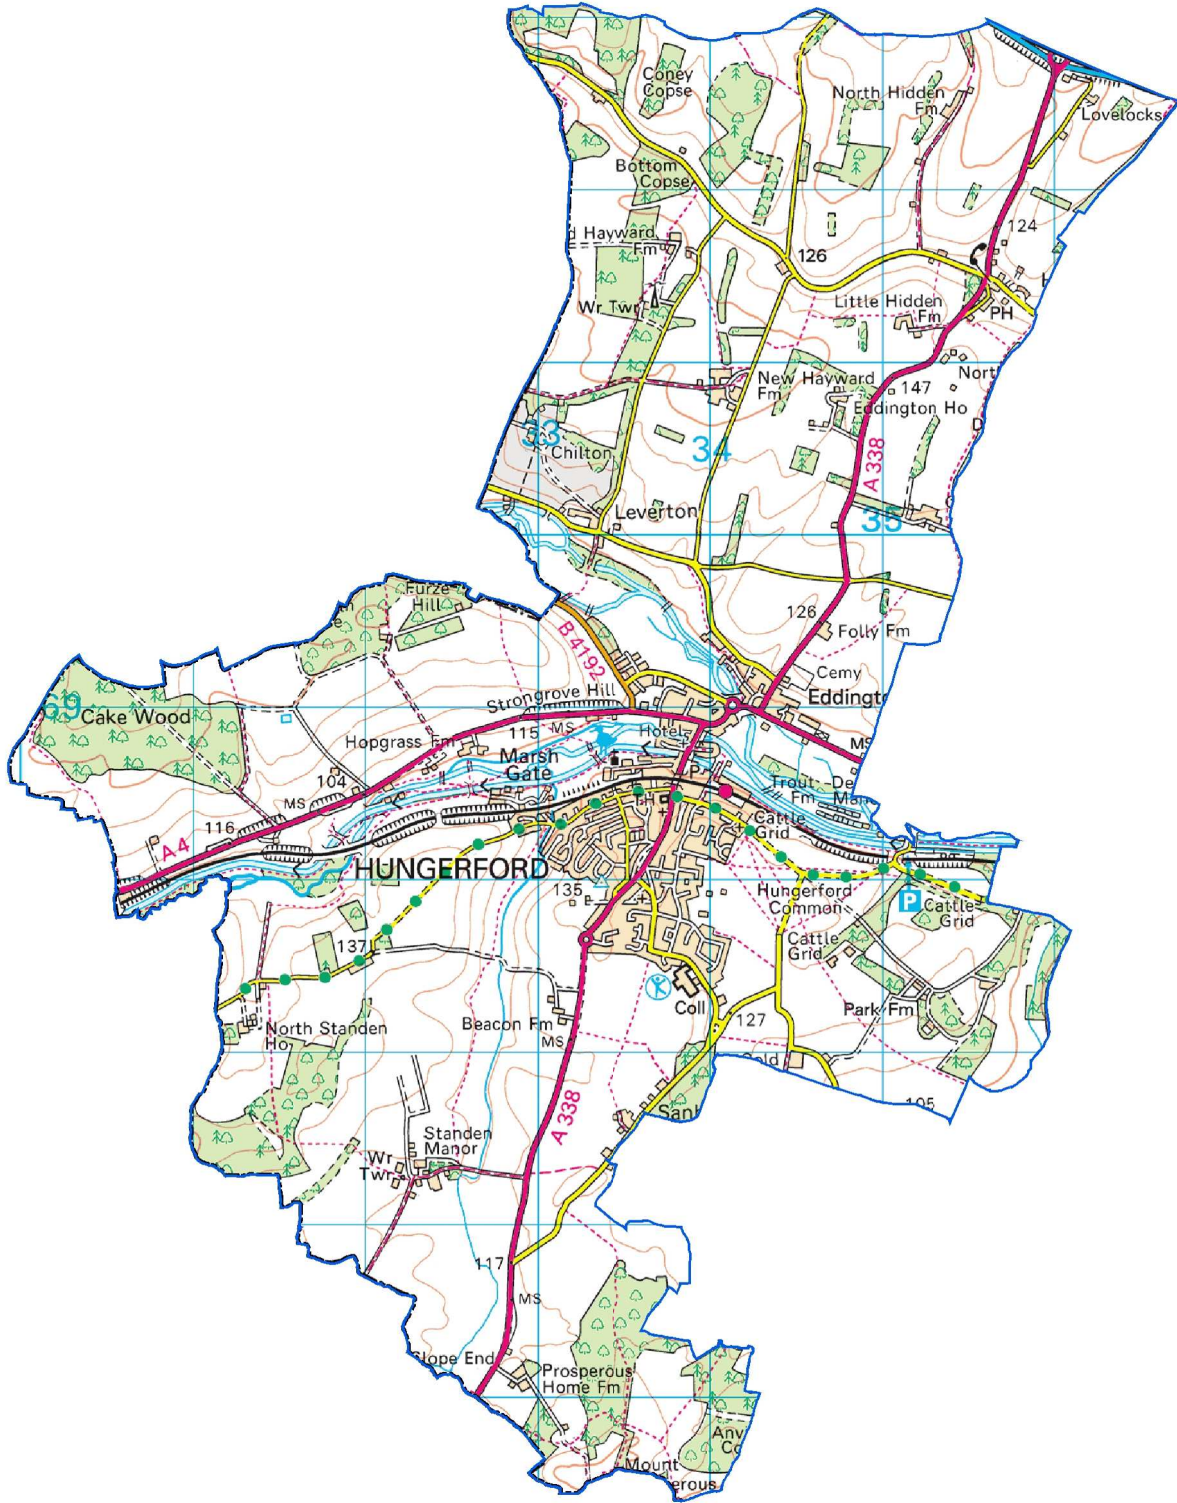 Coney
Copse
North Hidden
Fm
Lovelocks
Bottom
Copse
124
Hayward
Fm
126
Wr Twr
Little Hidden
Fm
PH
New Hayward
Fm
147
Eddington Ho
33
Chilton
34
A 338
Leverton
35
Furze
Hill
B 4192
126
Folly Fm
Cemy
69
Cake Wood
Strongrove Hill
Eddingt
115
MS
Hotel
MS
Hopgrass Fm
Marsh
Gate
104
P
Trout
Fm
MS
TH
Cattle
Grid
A 4
116
HUNGERFORD
135
Hungerford
Common
P
Cattle
Grid
137
Cattle
Grid
Coll
Park Fm
North Standen
Ho
Beacon Fm
MS
127
A 338
Standen
Manor
Wr
Twr
117
MS
Slope End
Prosperous
Home Fm
Mount